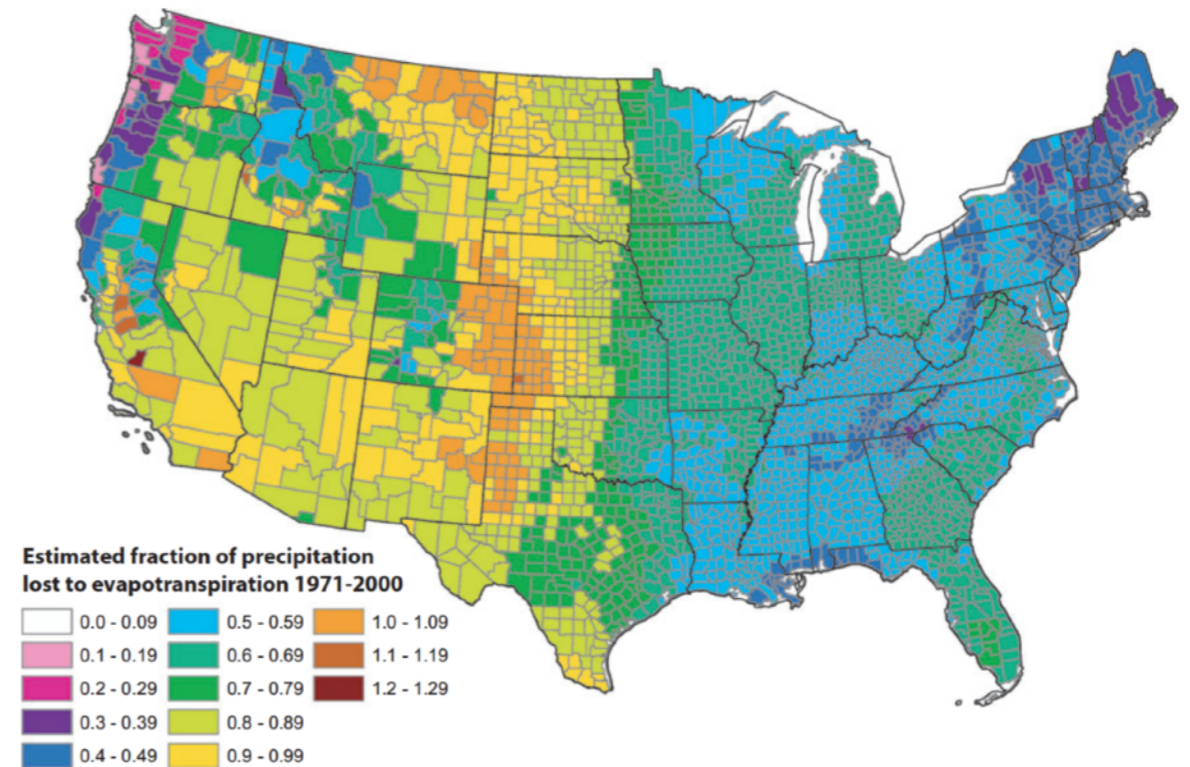 Estimated fraction of precipitation
lost to evapotranspiration 1971-2000
0.0 - 0.09
0.1 - 0.19
0.2 - 0.29
0.3 - 0.39
0.4 - 0.49
0.5 - 0.59
0.6 - 0.69
0.7 - 0.79
0.8 - 0.89
0.9 - 0.99
1.0 - 1.09
1.1 - 1.19
1.2 - 1.29